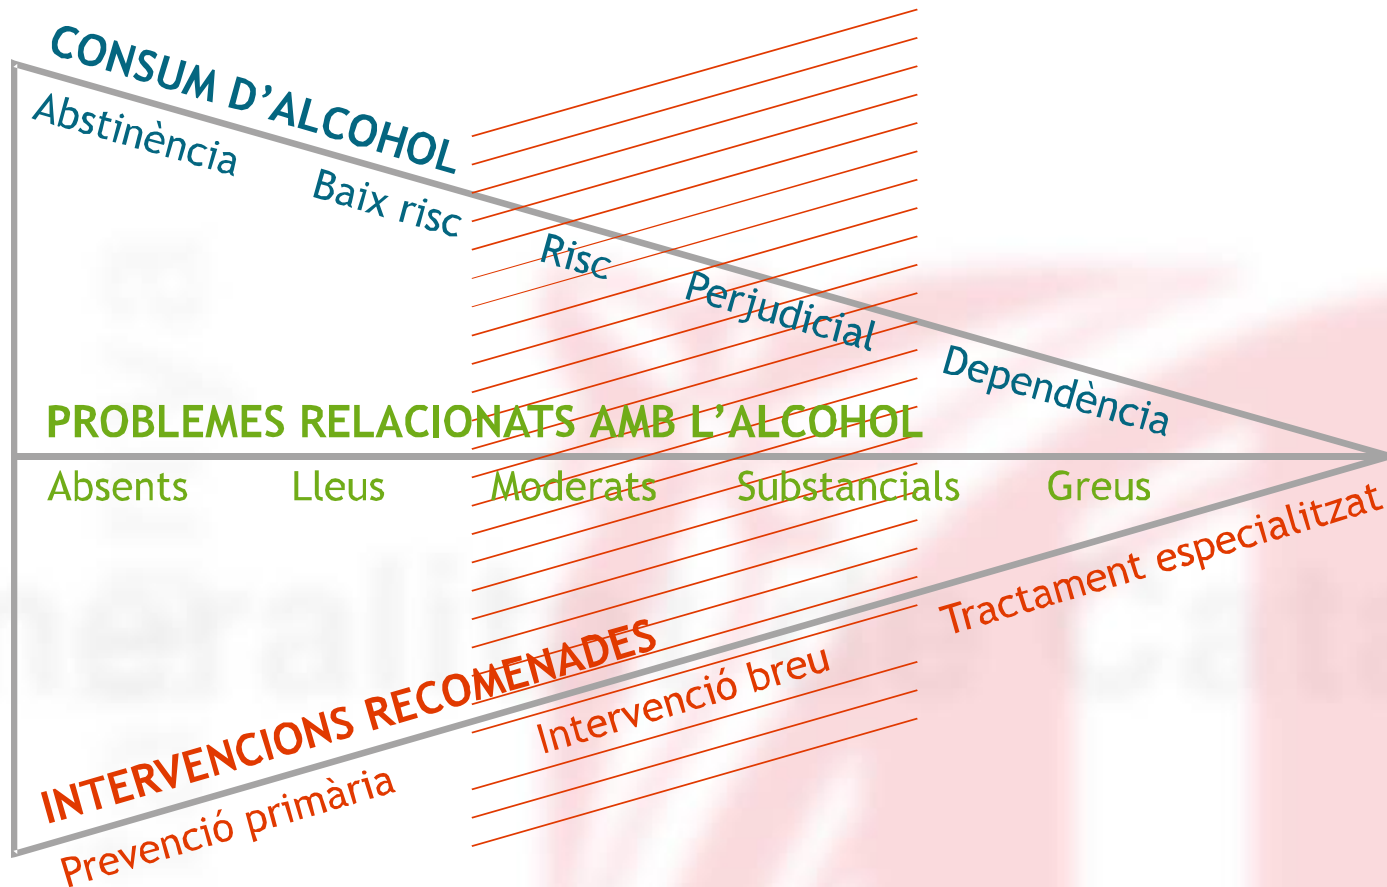 CONSUM D’ALCOHOL
Abstinència
Baix risc
Risc
Perjudicial
Dependència
PROBLEMES RELACIONATS AMB L’ALCOHOL
Absents
Lleus
Moderats
Substancials
Greus
INTERVENCIONS RECOMENADES
Prevenció primària
Intervenció breu
Tractament especialitzat